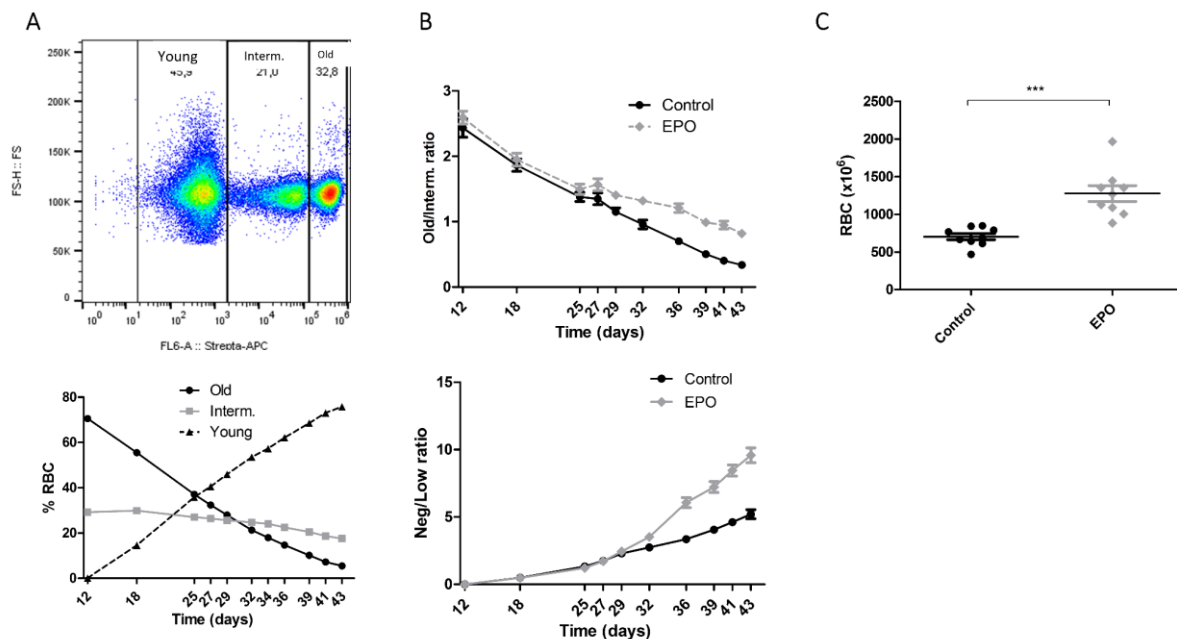 A
Young
Interm.
Old
45,9
21,0
32,8
250K
200K
150K
100K
50K
0
10^0
10^1
10^2
10^3
10^4
10^5
10^6
FS-H :: FS
FL6-A :: Strepta-APC
Old
Interm.
Young
80
60
40
20
0
% RBC
12
18
25
27
29
32
34
36
39
41
43
Time (days)
B
Control
EPO
3
2
1
0
Old/Interm. ratio
12
18
25
27
29
32
36
39
41
43
Time (days)
Control
EPO
15
10
5
0
Neg/Low ratio
12
18
25
27
29
32
36
39
41
43
Time (days)
C
***
2500
2000
1500
1000
500
0
RBC (x10^6)
Control
EPO